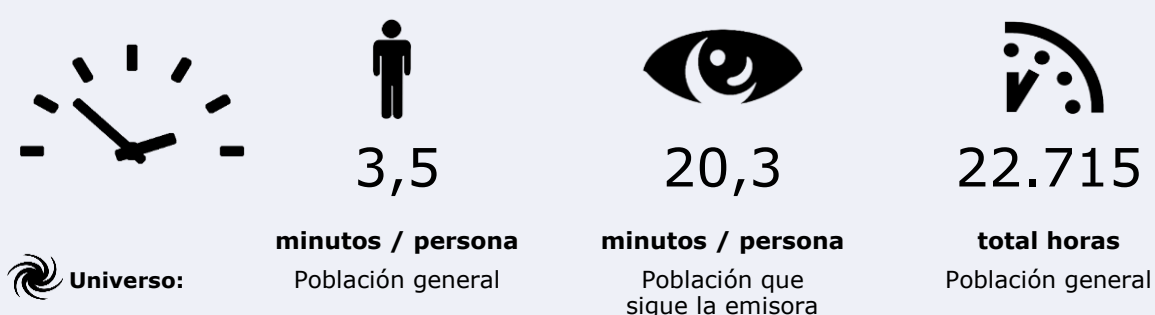 3,5
20,3
22.715
minutos / persona
minutos / persona
total horas
Universo:
Población general
Población que
sigue la emisora
Población general